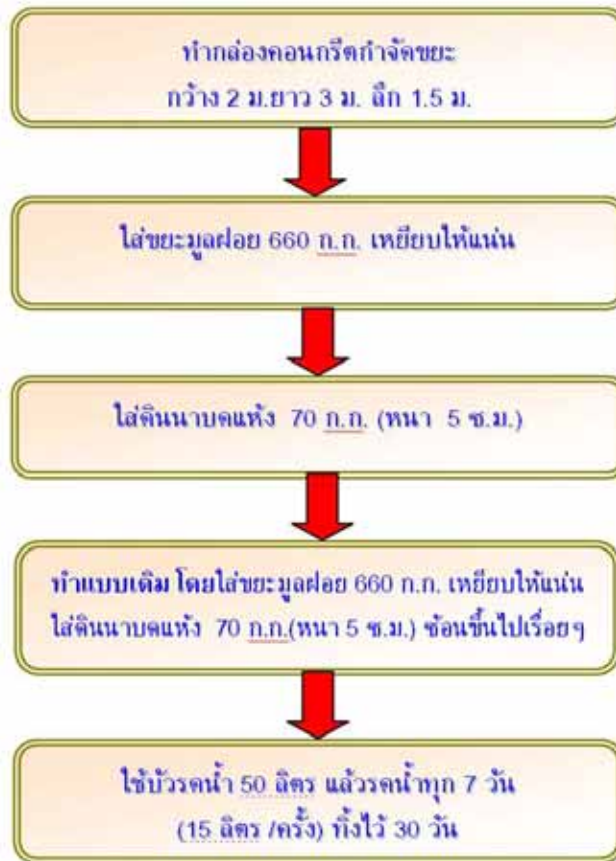 ทำกล่องคอนกรีตกำจัดขยะ
กว้าง 2 ม.ยาว 3 ม. ลึก 1.5 ม.
ใส่ขยะมูลฝอย 660 ก.ก. เหยียบให้แน่น
ใส่ดินนาบดแห้ง 70 ก.ก. (หนา 5 ซ.ม.)
ทำแบบเดิม โดยใส่ขยะมูลฝอย 660 ก.ก. เหยียบให้แน่น
ใส่ดินนาบดแห้ง 70 ก.ก.(หนา 5 ซ.ม.) ซ้อนขึ้นไปเรื่อยๆ
ใช้บัวรดน้ำ 50 ลิตร แล้วรดน้ำทุก 7 วัน
(15 ลิตร /ครั้ง) ทิ้งไว้ 30 วัน